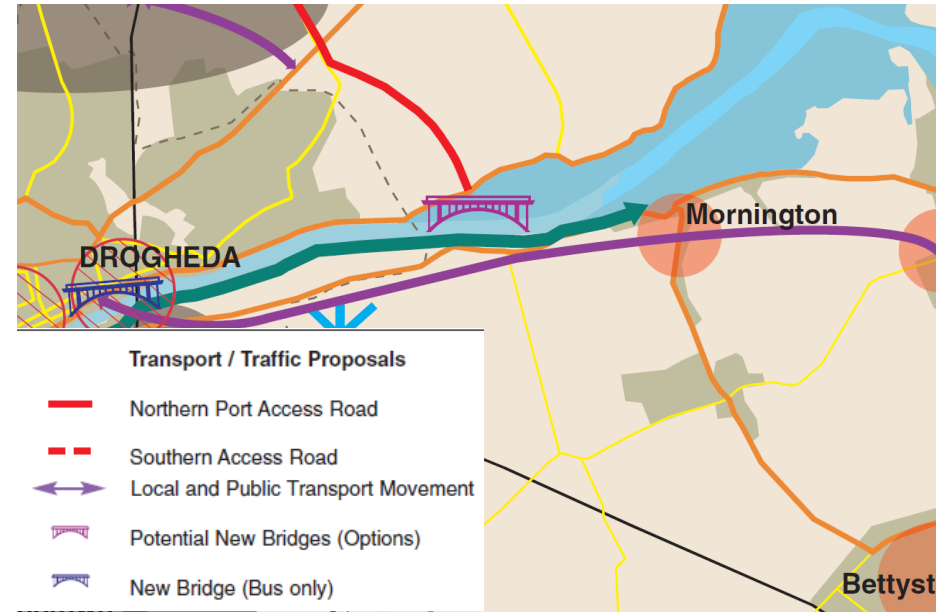 Mornington
DROGHEDA
Transport / Traffic Proposals
Northern Port Access Road
Southern Access Road
Local and Public Transport Movement
Potential New Bridges (Options)
New Bridge (Bus only)
Bettyst